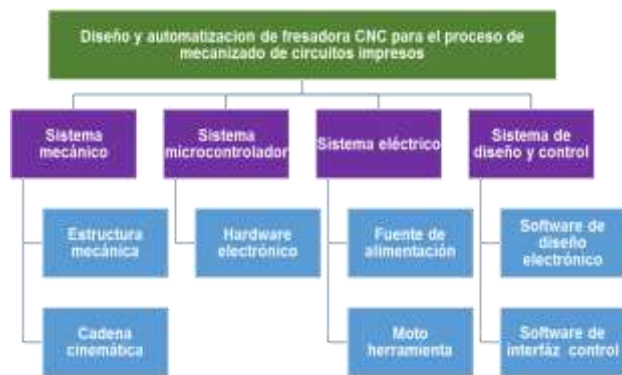 Diseño y automatizacion de fresadora CNC para el proceso de
mecanizado de circuitos impresos
Sistema
mecánico
Sistema
microcontrolador
Sistema eléctrico
Sistema de
diseño y control
Estructura
mecánica
Hardware
electrónico
Fuente de
alimentación
Software de
diseño
electrónico
Cadena
cinemática
Moto
herramienta
Software de
interfáz control